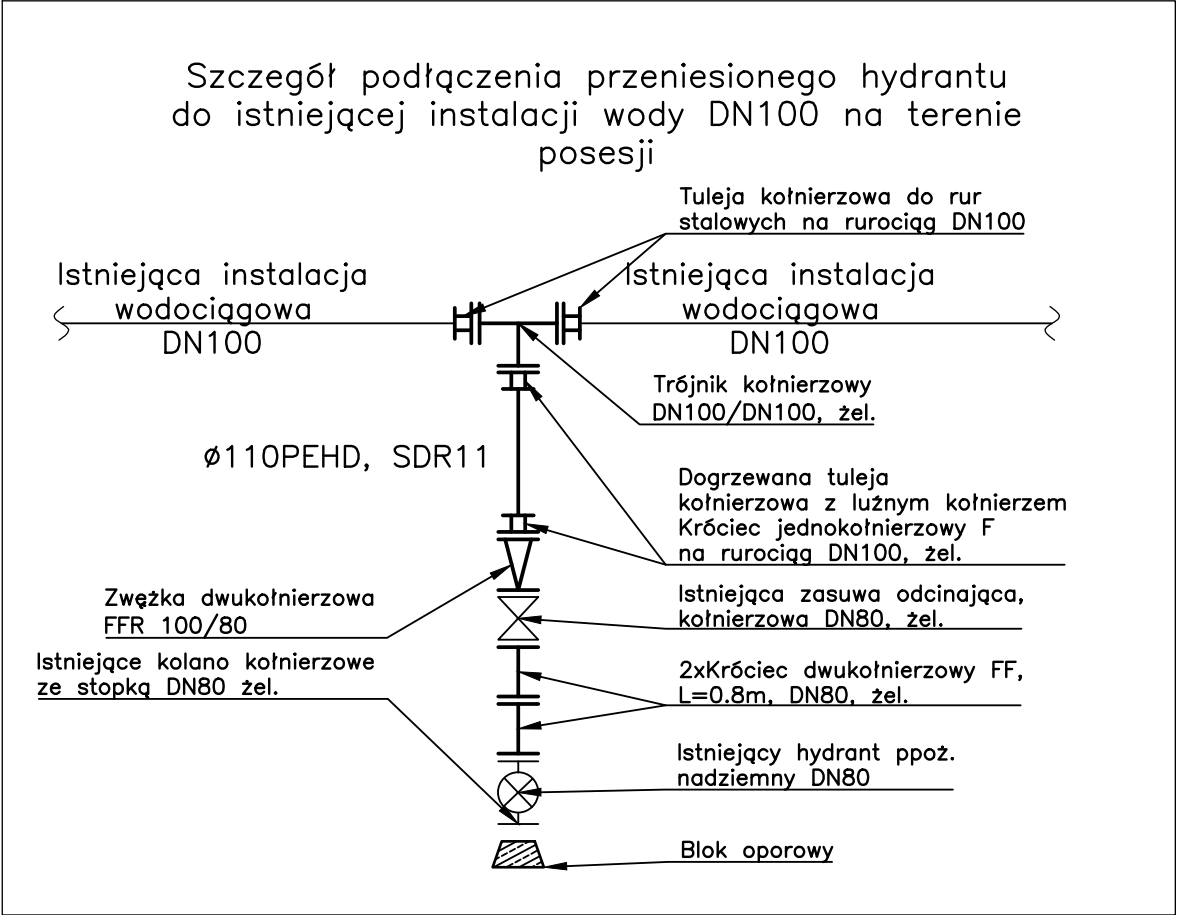 Szczegół podłączenia przeniesionego hydrantu
do istniejącej instalacji wody DN100 na terenie
posesji
Tuleja kołnierzowa do rur
stalowych na rurociąg DN100
Istniejąca instalacja
wodociągowa
DN100
Istniejąca instalacja
wodociągowa
DN100
Trójnik kołnierzowy
DN100/DN100, żel.
ø110PEHD, SDR11
Dogrzewana tuleja
kołnierzowa z luźnym kołnierzem
Króciec jednokołnierzowy F
na rurociąg DN100, żel.
Zwężka dwukołnierzowa
FFR 100/80
Istniejąca zasuwa odcinająca,
kołnierzowa DN80, żel.
Istniejące kolano kołnierzowe
ze stopką DN80 żel.
2xKróciec dwukołnierzowy FF,
L=0.8m, DN80, żel.
Istniejący hydrant ppoż.
nadziemny DN80
Blok oporowy